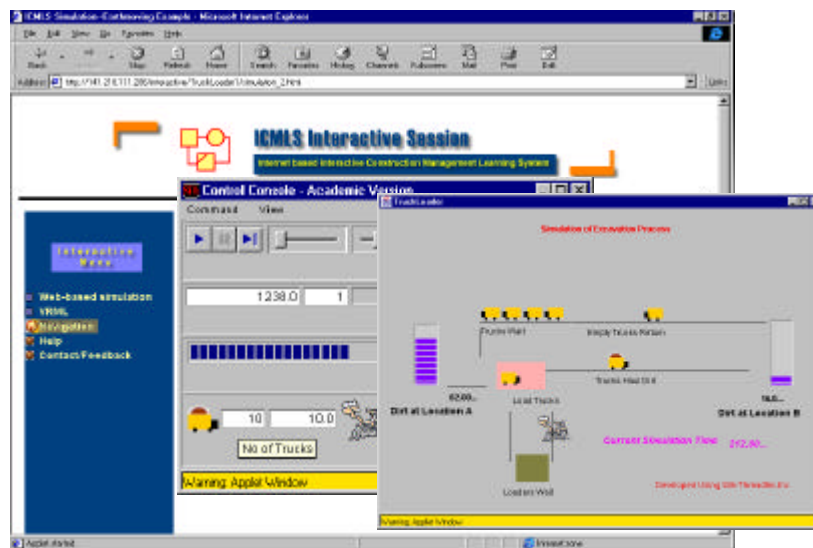 ICMLS-Simulation-Earthmoving Example - Microsoft Internet Explorer
File Edit View Go Favorites Help
Back Stop Refresh Home Search Favorites History Channels Fullscreen Mail Print Edit
Address Links
ICMLS Interactive Session
Internet based Interactive Construction Management Learning System
Interactive
Menu
Web-based simulation
VRML
Navigation
Help
Contact/Feedback
Control Console - Academic Version
Command View
1238.0 1
10 10.0
No of Trucks
Warning: Applet Window
TruckLoader
Simulation of Excavation Process
Trucks Wait Empty Trucks Return
Trucks Haul Dirt
Load Trucks
Dirt at Location A
Dirt at Location B
Current Simulation Time
Loaders Wait
Warning: Applet Window
Applet started. Internet zone